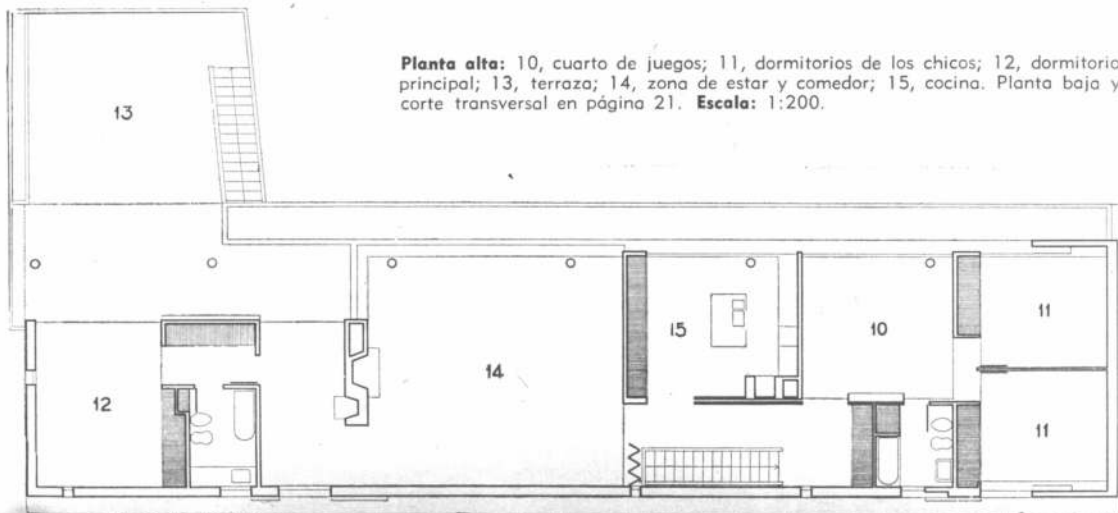 Planta alta: 10, cuarto de juegos; 11, dormitorios de los chicos; 12, dormitorio
principal; 13, terraza; 14, zona de estar y comedor; 15, cocina. Planta baja y
corte transversal en página 21. Escala: 1:200.
13
11
15
10
14
12
11